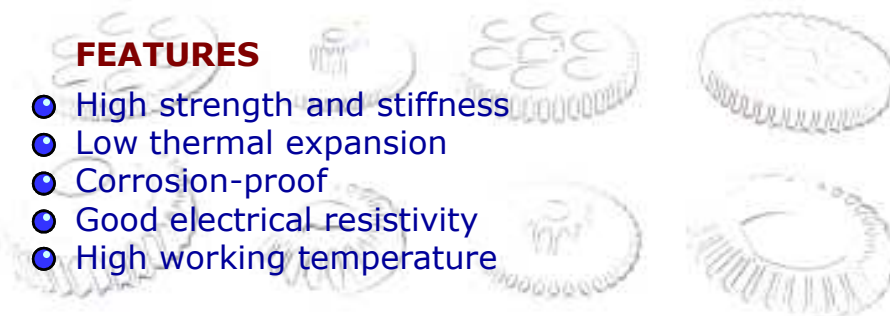 FEATURES
High strength and stiffness
Low thermal expansion
Corrosion-proof
Good electrical resistivity
High working temperature